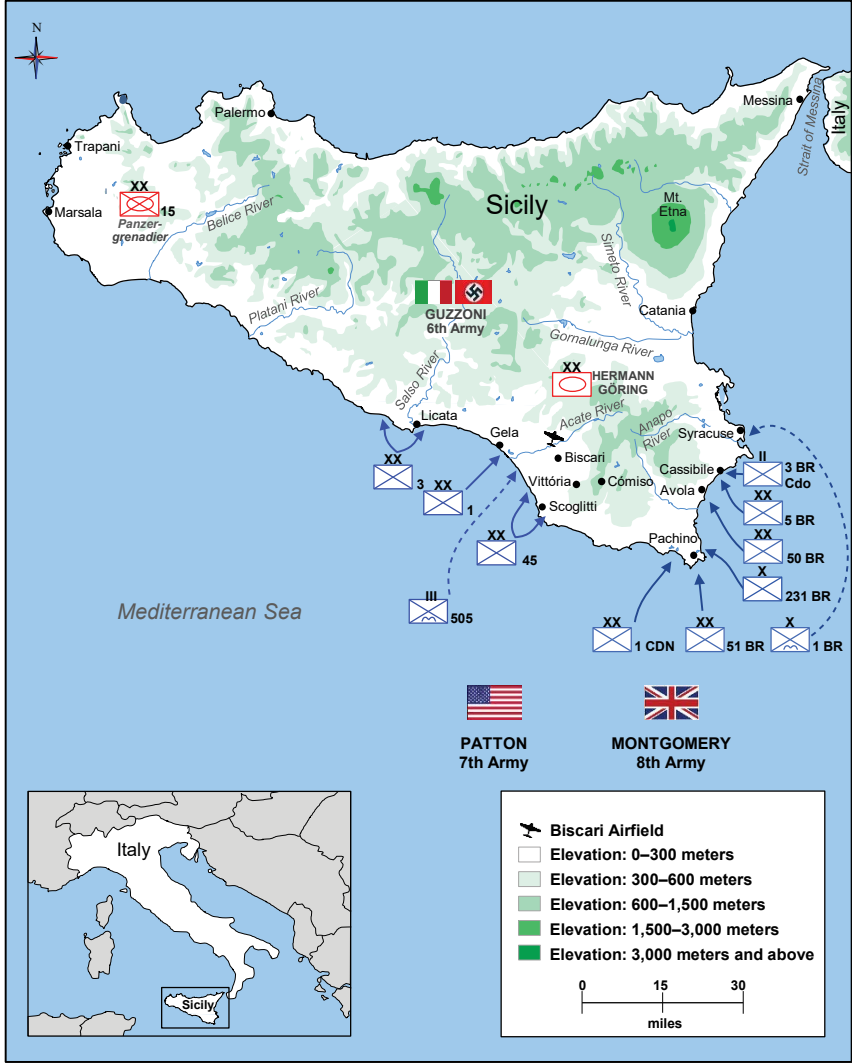 N
Palermo
Messina
Strait of Messina
Italy
Trapani
XX
15
Panzer-
grenadier
Marsala
Belice River
Sicily
Mt.
Etna
Simeto River
Platani River
GUZZONI
6th Army
Catania
Gornalunga River
Salso River
XX
HERMANN
GÖRING
Acate River
Anapo
River
Licata
Gela
Syracuse
Biscari
Cassibile
Vittória
Cómiso
Avola
Scoglitti
Pachino
XX
3
XX
1
XX
45
III
505
II
3 BR
Cdo
XX
5 BR
XX
50 BR
X
231 BR
XX
1 CDN
XX
51 BR
X
1 BR
Mediterranean Sea
PATTON
7th Army
MONTGOMERY
8th Army
Italy
Sicily
Biscari Airfield
Elevation: 0–300 meters
Elevation: 300–600 meters
Elevation: 600–1,500 meters
Elevation: 1,500–3,000 meters
Elevation: 3,000 meters and above
0 15 30
miles